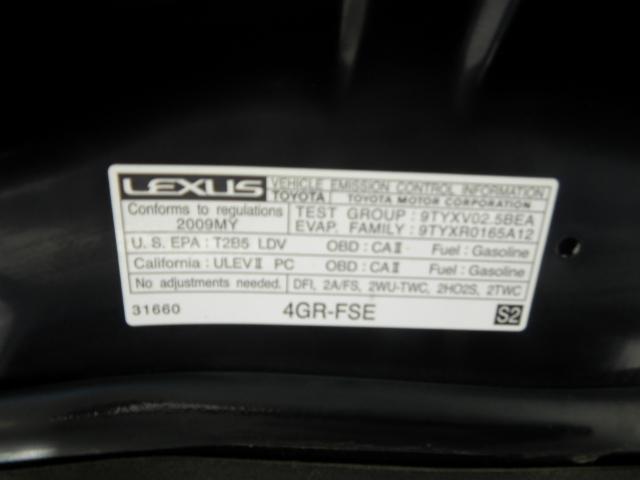 LEXUS VEHICLE EMISSION CONTROL INFORMATION
TOYOTA TOYOTA MOTOR CORPORATION
Conforms to regulations TEST GROUP : 9TYXV02.5BEA
2009MY EVAP. FAMILY : 9TYXR0165A12
U. S. EPA : T2B5 LDV OBD : CAII Fuel : Gasoline
California : ULEVII PC OBD : CAII Fuel : Gasoline
No adjustments needed. DFI, 2A/FS, 2WU-TWC, 2HO2S, 2TWC
31660 4GR-FSE S2